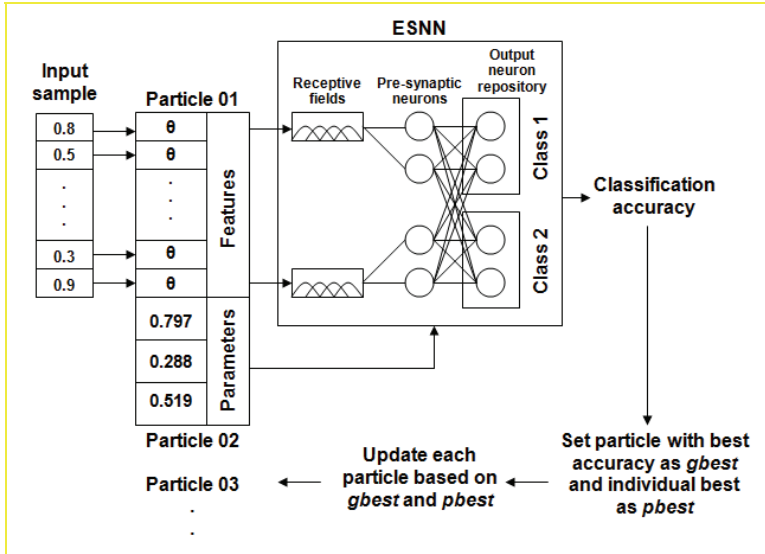 ESNN
Input
sample
Particle 01
Receptive
fields
Pre-synaptic
neurons
Output
neuron
repository
0.8
0.5
.
.
.
0.3
0.9
θ
θ
.
.
.
θ
θ
Features
0.797
0.288
0.519
Parameters
Class 1
Class 2
Classification
accuracy
Set particle with best
accuracy as gbest
and individual best
as pbest
Update each
particle based on
gbest and pbest
Particle 02
Particle 03
.
.